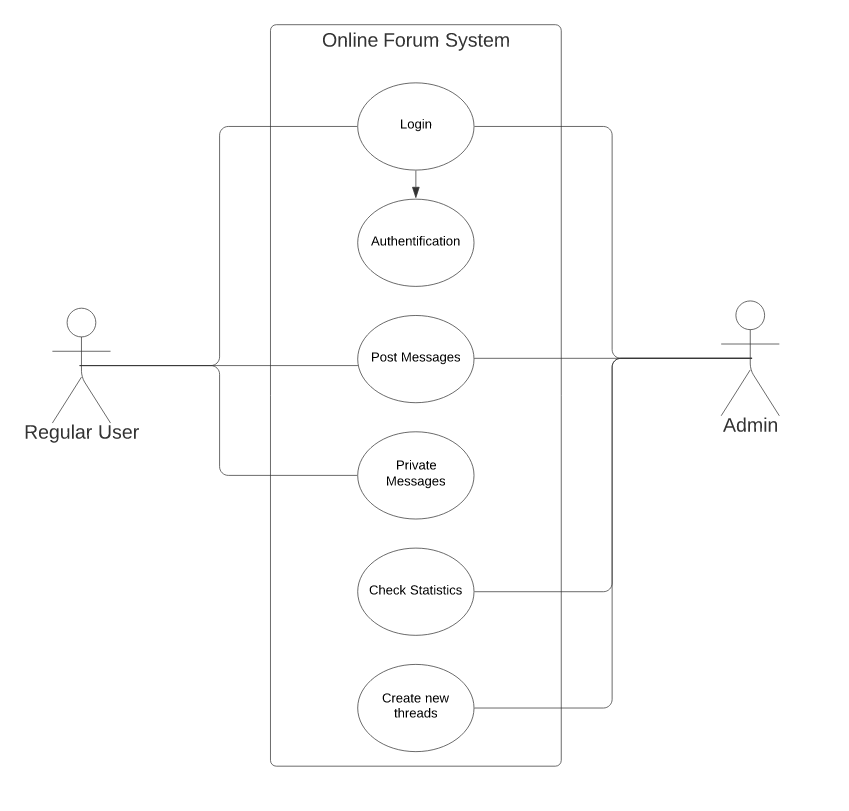 Online Forum System
Login
Authentification
Post Messages
Regular User
Admin
Private
Messages
Check Statistics
Create new
threads